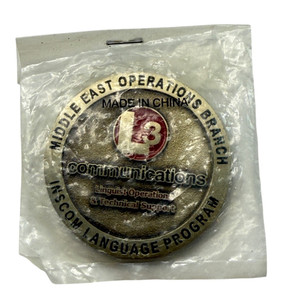 MIDDLE EAST OPERATIONS BRANCH
MADE IN CHINA
L3
communications
Linguist Operations
& Technical Support
INSCOM LANGUAGE PROGRAM